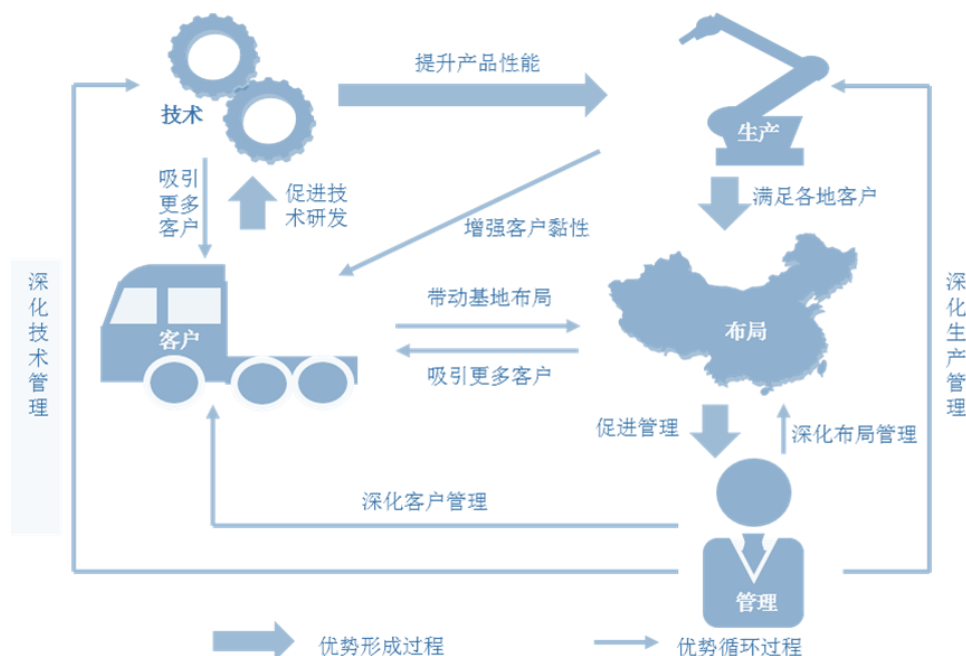 提升产品性能
技术
生产
吸引
更多
客户
促进技
术研发
满足各地客户
增强客户黏性
深化技术管理
深化生产管理
带动基地布局
客户
布局
吸引更多客户
促进管理
深化布局管理
深化客户管理
管理
优势形成过程
优势循环过程